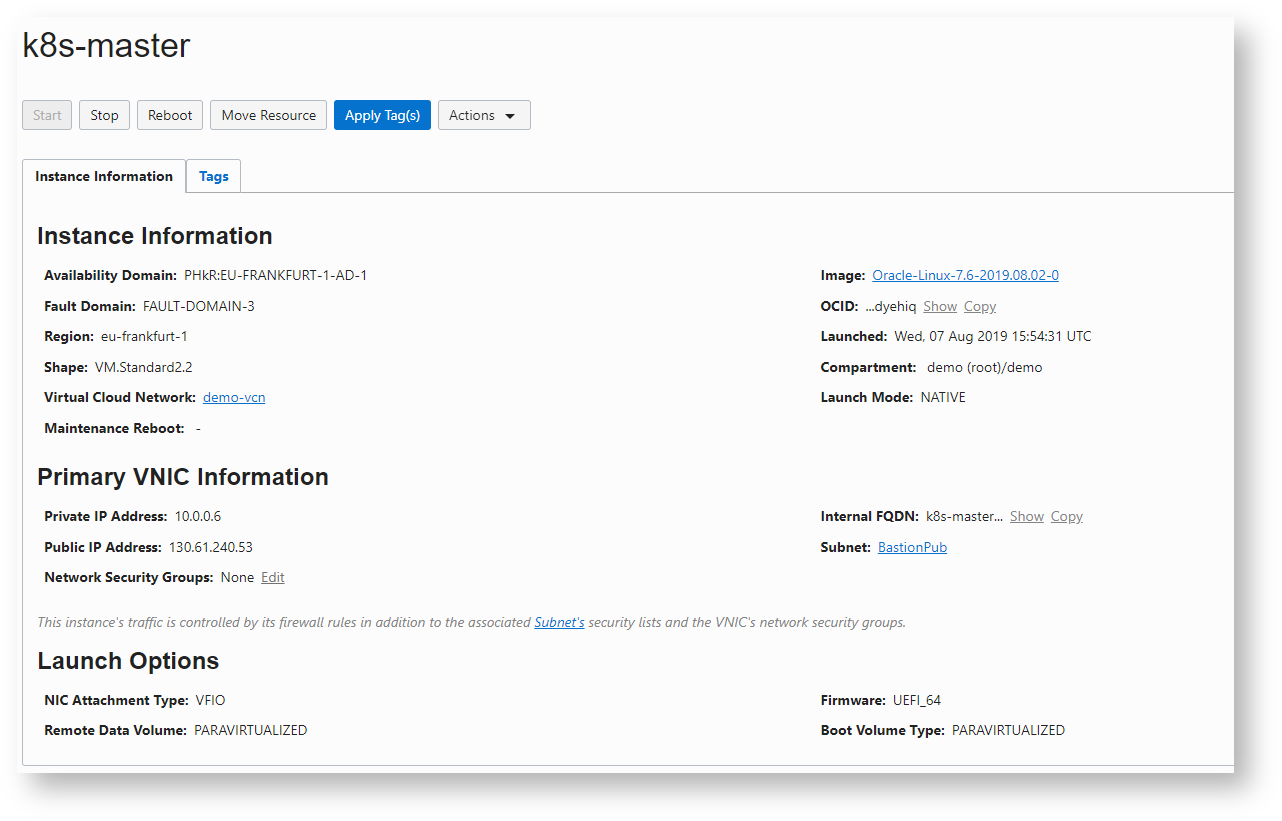 k8s-master
Start Stop Reboot Move Resource Apply Tag(s) Actions
Instance Information Tags
Instance Information
Availability Domain: PHkR:EU-FRANKFURT-1-AD-1
Fault Domain: FAULT-DOMAIN-3
Region: eu-frankfurt-1
Shape: VM.Standard2.2
Virtual Cloud Network: demo-vcn
Maintenance Reboot: -
Image: Oracle-Linux-7.6-2019.08.02-0
OCID: ...dyehiq Show Copy
Launched: Wed, 07 Aug 2019 15:54:31 UTC
Compartment: demo (root)/demo
Launch Mode: NATIVE
Primary VNIC Information
Private IP Address: 10.0.0.6
Public IP Address: 130.61.240.53
Network Security Groups: None Edit
Internal FQDN: k8s-master... Show Copy
Subnet: BastionPub
This instance's traffic is controlled by its firewall rules in addition to the associated Subnet's security lists and the VNIC's network security groups.
Launch Options
NIC Attachment Type: VFIO
Remote Data Volume: PARAVIRTUALIZED
Firmware: UEFI_64
Boot Volume Type: PARAVIRTUALIZED